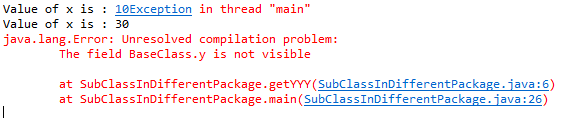 Value of x is : 10Exception in thread "main"
Value of x is : 30
java.lang.Error: Unresolved compilation problem:
The field BaseClass.y is not visible
at SubClassInDifferentPackage.getYYY(SubClassInDifferentPackage.java:6)
at SubClassInDifferentPackage.main(SubClassInDifferentPackage.java:26)